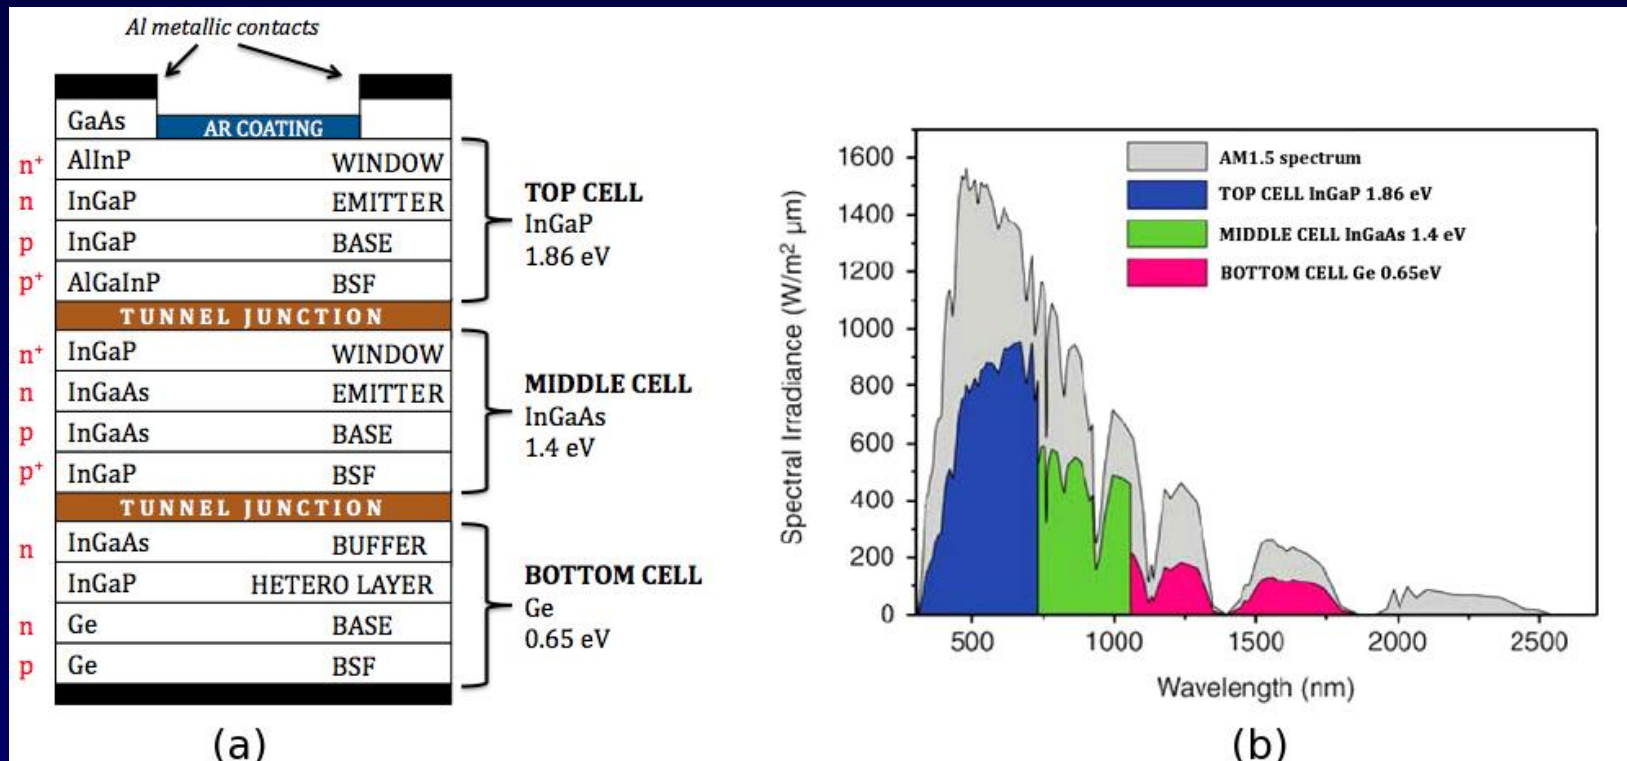 Al metallic contacts
GaAs
AR COATING
n⁺ AlInP WINDOW
n InGaP EMITTER
p InGaP BASE
p⁺ AlGaInP BSF
TOP CELL
InGaP
1.86 eV
TUNNEL JUNCTION
n⁺ InGaP WINDOW
n InGaAs EMITTER
p InGaAs BASE
p⁺ InGaP BSF
MIDDLE CELL
InGaAs
1.4 eV
TUNNEL JUNCTION
n InGaAs BUFFER
InGaP HETERO LAYER
n Ge BASE
p Ge BSF
BOTTOM CELL
Ge
0.65 eV
(a)
Spectral Irradiance (W/m² µm)
1600
1400
1200
1000
800
600
400
200
0
AM1.5 spectrum
TOP CELL InGaP 1.86 eV
MIDDLE CELL InGaAs 1.4 eV
BOTTOM CELL Ge 0.65eV
500 1000 1500 2000 2500
Wavelength (nm)
(b)